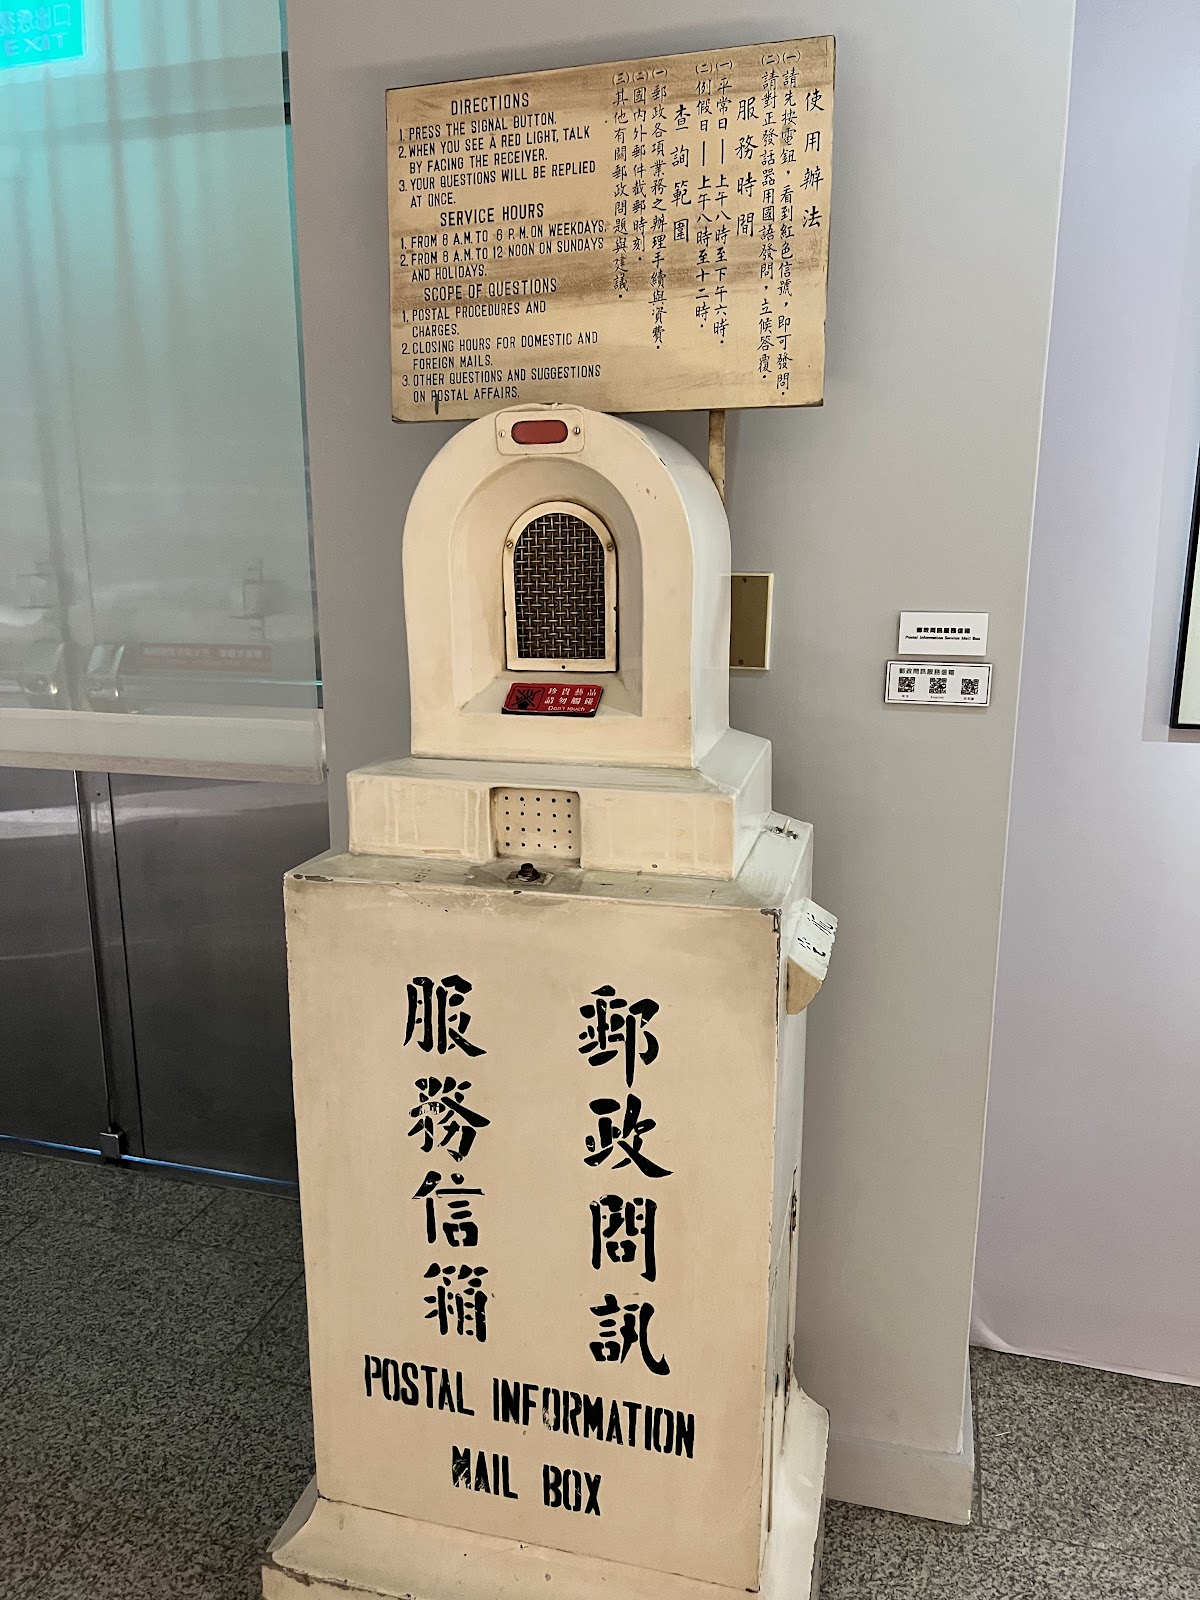 緊急出口
EXIT
DIRECTIONS
1. PRESS THE SIGNAL BUTTON.
2. WHEN YOU SEE A RED LIGHT, TALK
BY FACING THE RECEIVER.
3. YOUR QUESTIONS WILL BE REPLIED
AT ONCE.
SERVICE HOURS
1. FROM 8 A.M. TO 6 P.M. ON WEEKDAYS.
2. FROM 8 A.M. TO 12 NOON ON SUNDAYS
AND HOLIDAYS.
SCOPE OF QUESTIONS
1. POSTAL PROCEDURES AND
CHARGES.
2. CLOSING HOURS FOR DOMESTIC AND
FOREIGN MAILS.
3. OTHER QUESTIONS AND SUGGESTIONS
ON POSTAL AFFAIRS.
使用辦法
(一)請先按電鈕,看到紅色信號,即可發問.
(二)請對正發話器用國語發問,立候答覆.
服務時間
(一)平常日——上午八時至下午六時.
(二)例假日——上午八時至十二時.
查詢範圍
(一)郵政各項業務之辦理手續與資費.
(二)國內外郵件截郵時刻.
(三)其他有關郵政問題與建議.
珍貴藝品
請勿觸碰
Don't touch
郵政問訊服務信箱
Postal Information Service Mail Box
郵政問訊服務信箱
中文
English
日本語
郵政問訊
服務信箱
POSTAL INFORMATION
MAIL BOX